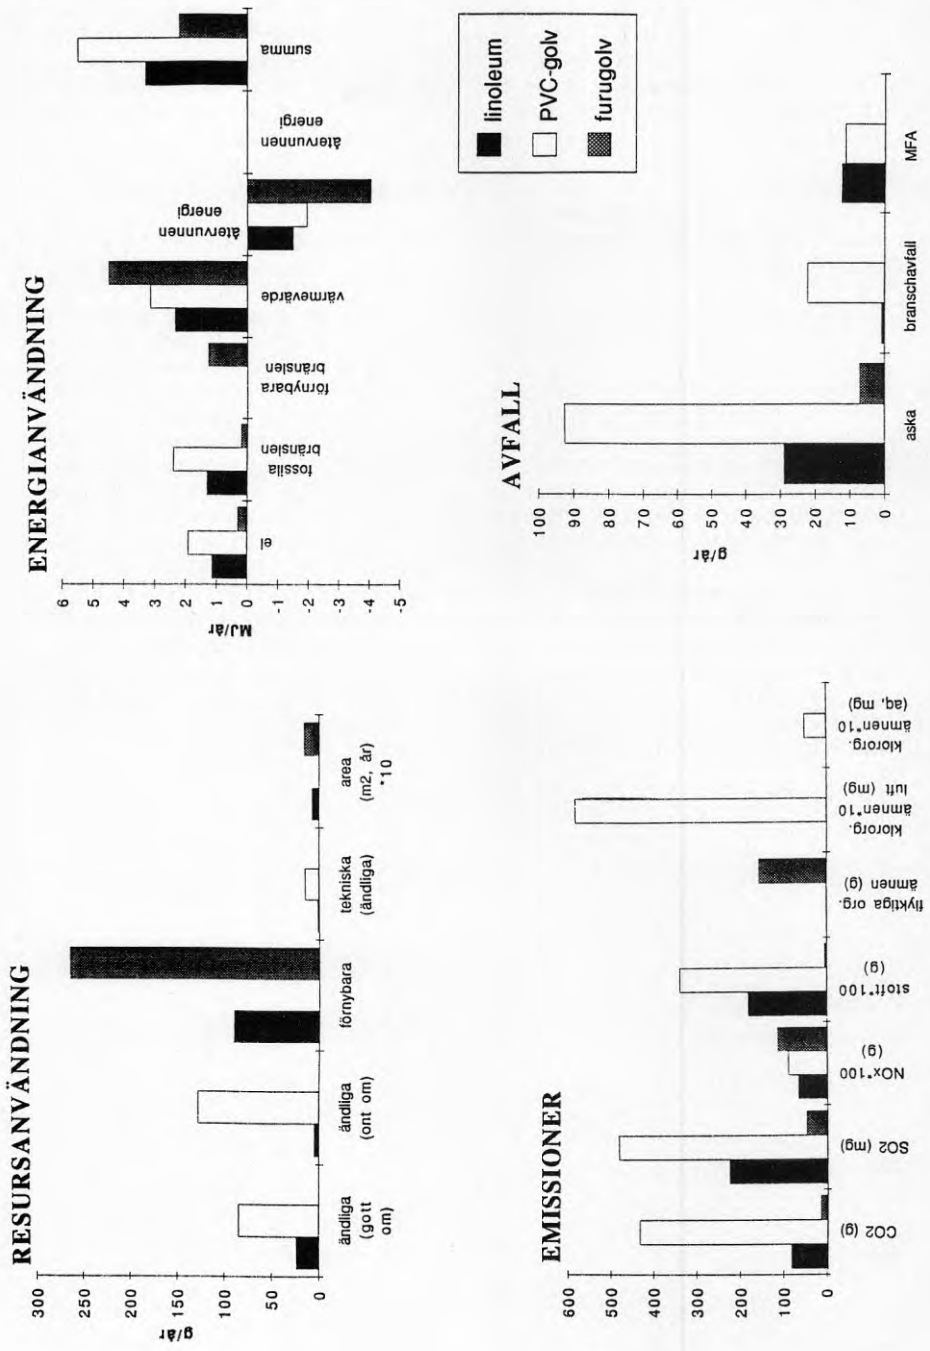 RESURSANVÄNDNING
300
250
200
150
100
50
0
g/år
ändliga
(gott
om)
ändliga
(ont om)
förnybara
tekniska
(ändliga)
area
(m2, år)
*10
ENERGIANVÄNDNING
6
5
4
3
2
1
0
-1
-2
-3
-4
-5
MJ/år
el
fossila
bränslen
förnybara
bränslen
värmevärde
återvunnen
energi
återvunnen
energi
summa
EMISSIONER
600
500
400
300
200
100
0
CO2 (g)
SO2 (mg)
NOx*100
(g)
stoft*100
(g)
flyktiga org.
ämnen (g)
klororg.
ämnen*10
luft (mg)
klororg.
ämnen*10
(aq, mg)
AVFALL
100
90
80
70
60
50
40
30
20
10
0
g/år
aska
branschavfall
MFA
linoleum
PVC-golv
furugolv